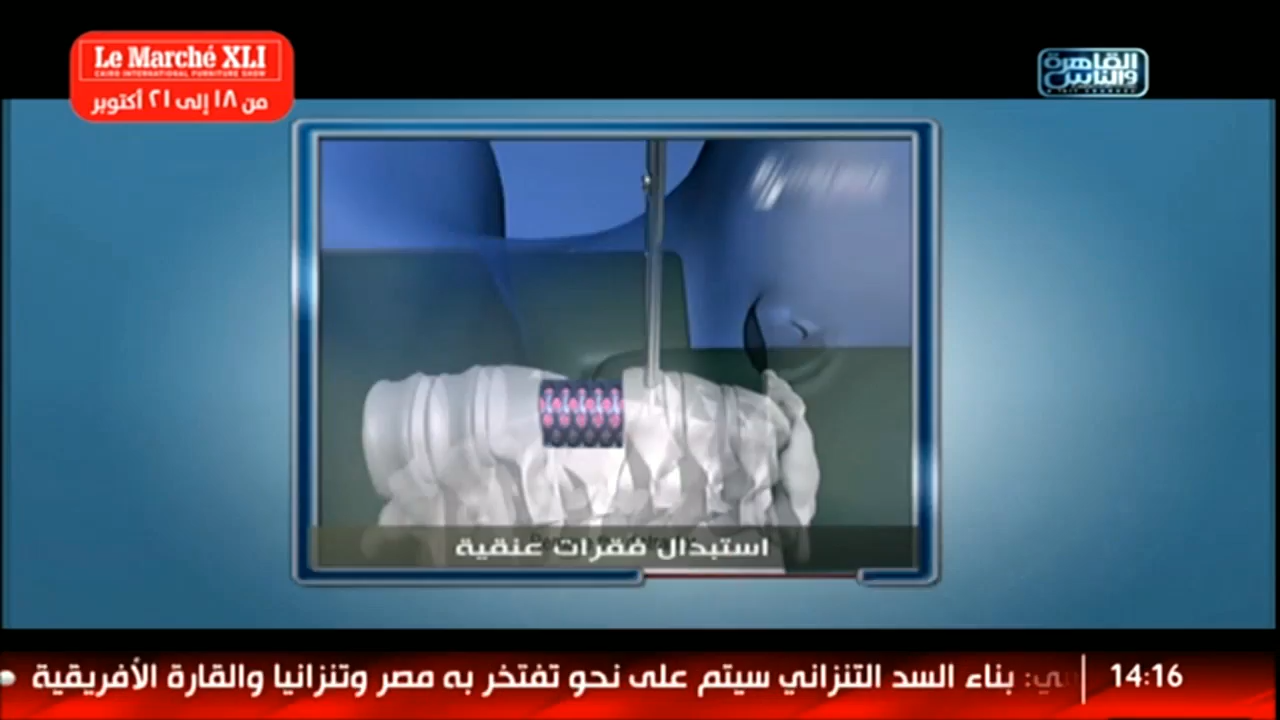 Le Marché XLI
CAIRO INTERNATIONAL FURNITURE SHOW
من ١٨ إلى ٢١ أكتوبر
القاهرة
والناس
استبدال فقرات عنقية
14:16
بناء السد التنزاني سيتم على نحو تفتخر به مصر وتنزانيا والقارة الأفريقية